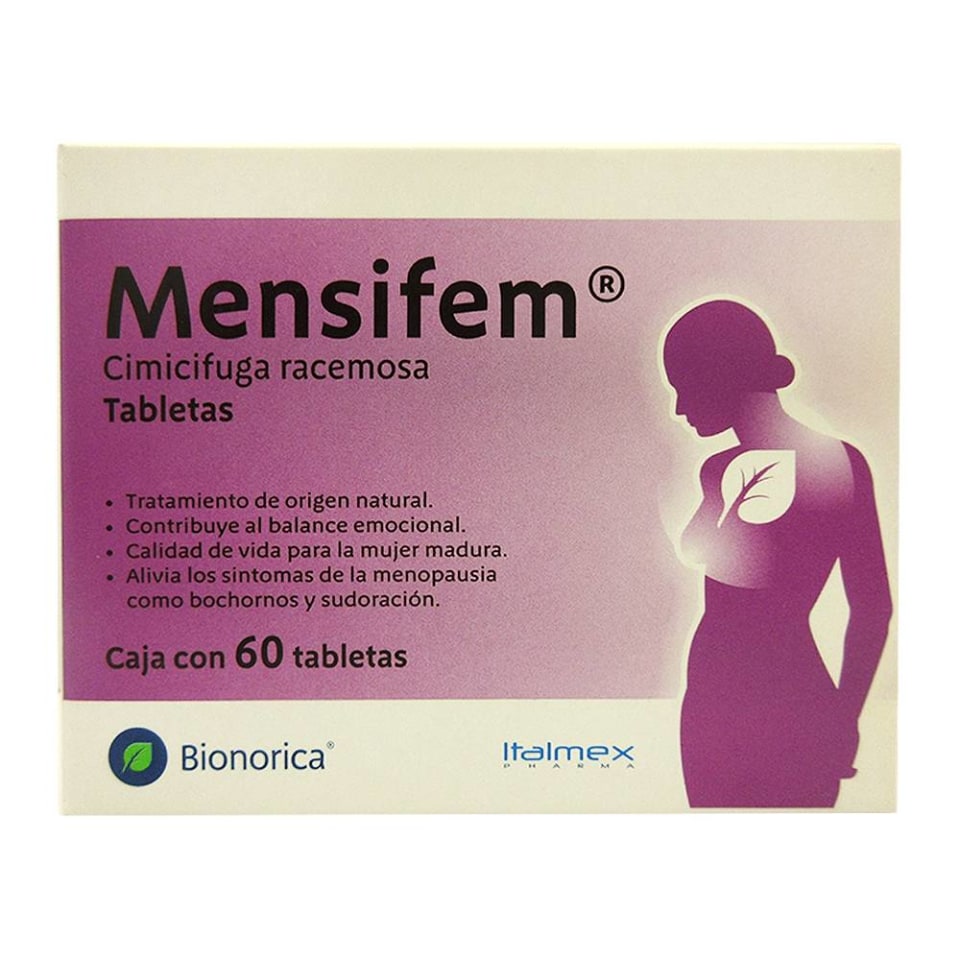 Mensifem®
Cimicifuga racemosa
Tabletas
• Tratamiento de origen natural.
• Contribuye al balance emocional.
• Calidad de vida para la mujer madura.
• Alivia los síntomas de la menopausia
como bochornos y sudoración.
Caja con 60 tabletas
Bionorica®
Italmex
PHARMA